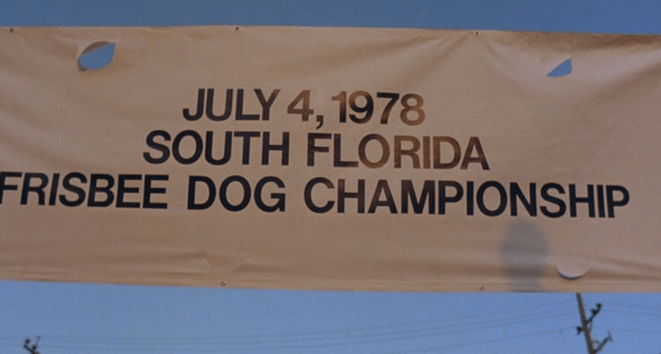 JULY 4, 1978
SOUTH FLORIDA
FRISBEE DOG CHAMPIONSHIP